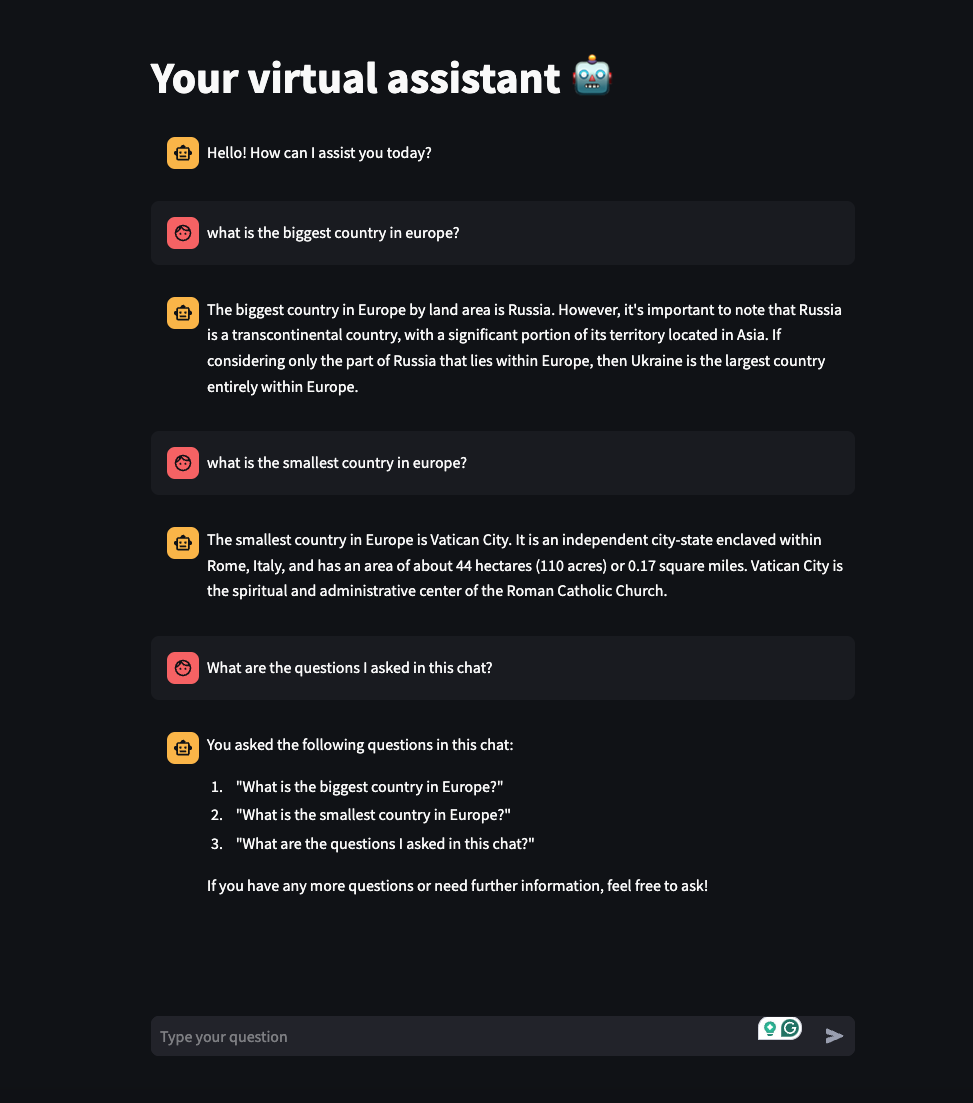 Your virtual assistant 🤖
Hello! How can I assist you today?
what is the biggest country in europe?
The biggest country in Europe by land area is Russia. However, it's important to note that Russia
is a transcontinental country, with a significant portion of its territory located in Asia. If
considering only the part of Russia that lies within Europe, then Ukraine is the largest country
entirely within Europe.
what is the smallest country in europe?
The smallest country in Europe is Vatican City. It is an independent city-state enclaved within
Rome, Italy, and has an area of about 44 hectares (110 acres) or 0.17 square miles. Vatican City is
the spiritual and administrative center of the Roman Catholic Church.
What are the questions I asked in this chat?
You asked the following questions in this chat:
1. "What is the biggest country in Europe?"
2. "What is the smallest country in Europe?"
3. "What are the questions I asked in this chat?"
If you have any more questions or need further information, feel free to ask!
Type your question